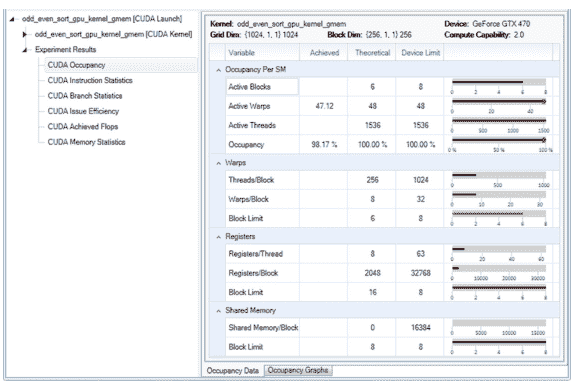 odd_even_sort_gpu_kernel_gmem [CUDA Launch]
odd_even_sort_gpu_kernel_gmem [CUDA Kernel]
Experiment Results
CUDA Occupancy
CUDA Instruction Statistics
CUDA Branch Statistics
CUDA Issue Efficiency
CUDA Achieved Flops
CUDA Memory Statistics
Kernel: odd_even_sort_gpu_kernel_gmem Device: GeForce GTX 470
Grid Dim: {1024, 1, 1} 1024 Block Dim: {256, 1, 1} 256 Compute Capability: 2.0
Variable Achieved Theoretical Device Limit
Occupancy Per SM
Active Blocks 6 8
0 2 4 6 8
Active Warps 47.12 48 48
0 20 40
Active Threads 1536 1536
0 500 1000 1500
Occupancy 98.17 % 100.00 % 100.00 %
0 % 50 % 100 %
Warps
Threads/Block 256 1024
0 500 1000
Warps/Block 8 32
0 10 20 30
Block Limit 6 8
0 2 4 6 8
Registers
Registers/Thread 8 63
0 20 40 60
Registers/Block 2048 32768
0 10000 20000 30000
Block Limit 16 8
0 2 4 6 8
Shared Memory
Shared Memory/Block 0 16384
0 5000 10000 15000
Block Limit 8 8
0 2 4 6 8
Occupancy Data Occupancy Graphs